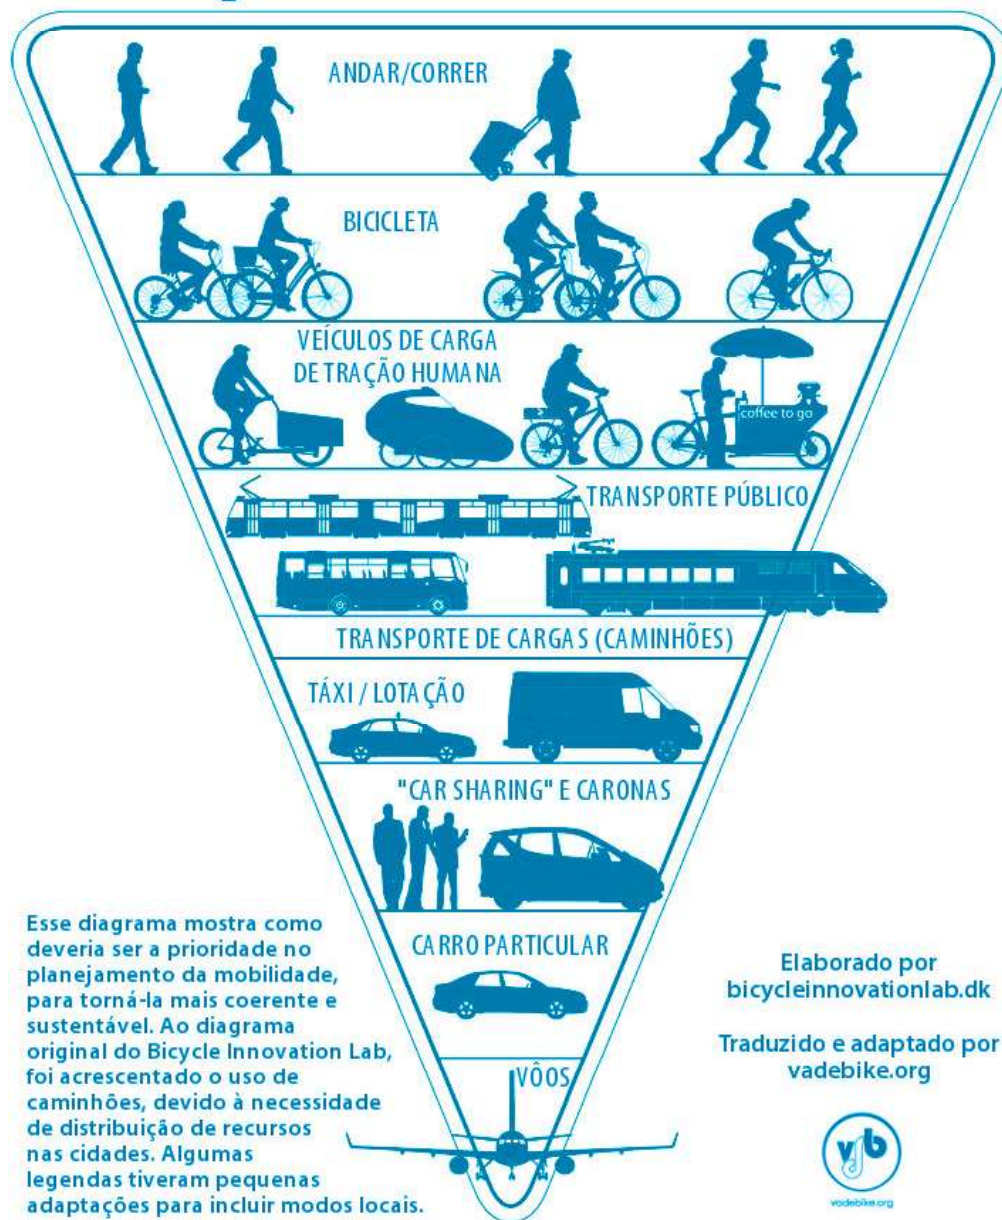 ANDAR/CORRER
BICICLETA
VEÍCULOS DE CARGA
DE TRAÇÃO HUMANA
coffee to go
TRANSPORTE PÚBLICO
TRANSPORTE DE CARGAS (CAMINHÕES)
TÁXI / LOTAÇÃO
"CAR SHARING" E CARONAS
CARRO PARTICULAR
VÔOS
Esse diagrama mostra como
deveria ser a prioridade no
planejamento da mobilidade,
para torná-la mais coerente e
sustentável. Ao diagrama
original do Bicycle Innovation Lab,
foi acrescentado o uso de
caminhões, devido à necessidade
de distribuição de recursos
nas cidades. Algumas
legendas tiveram pequenas
adaptações para incluir modos locais.
Elaborado por
bicycleinnovationlab.dk
Traduzido e adaptado por
vadebike.org
vb
vadebike.org